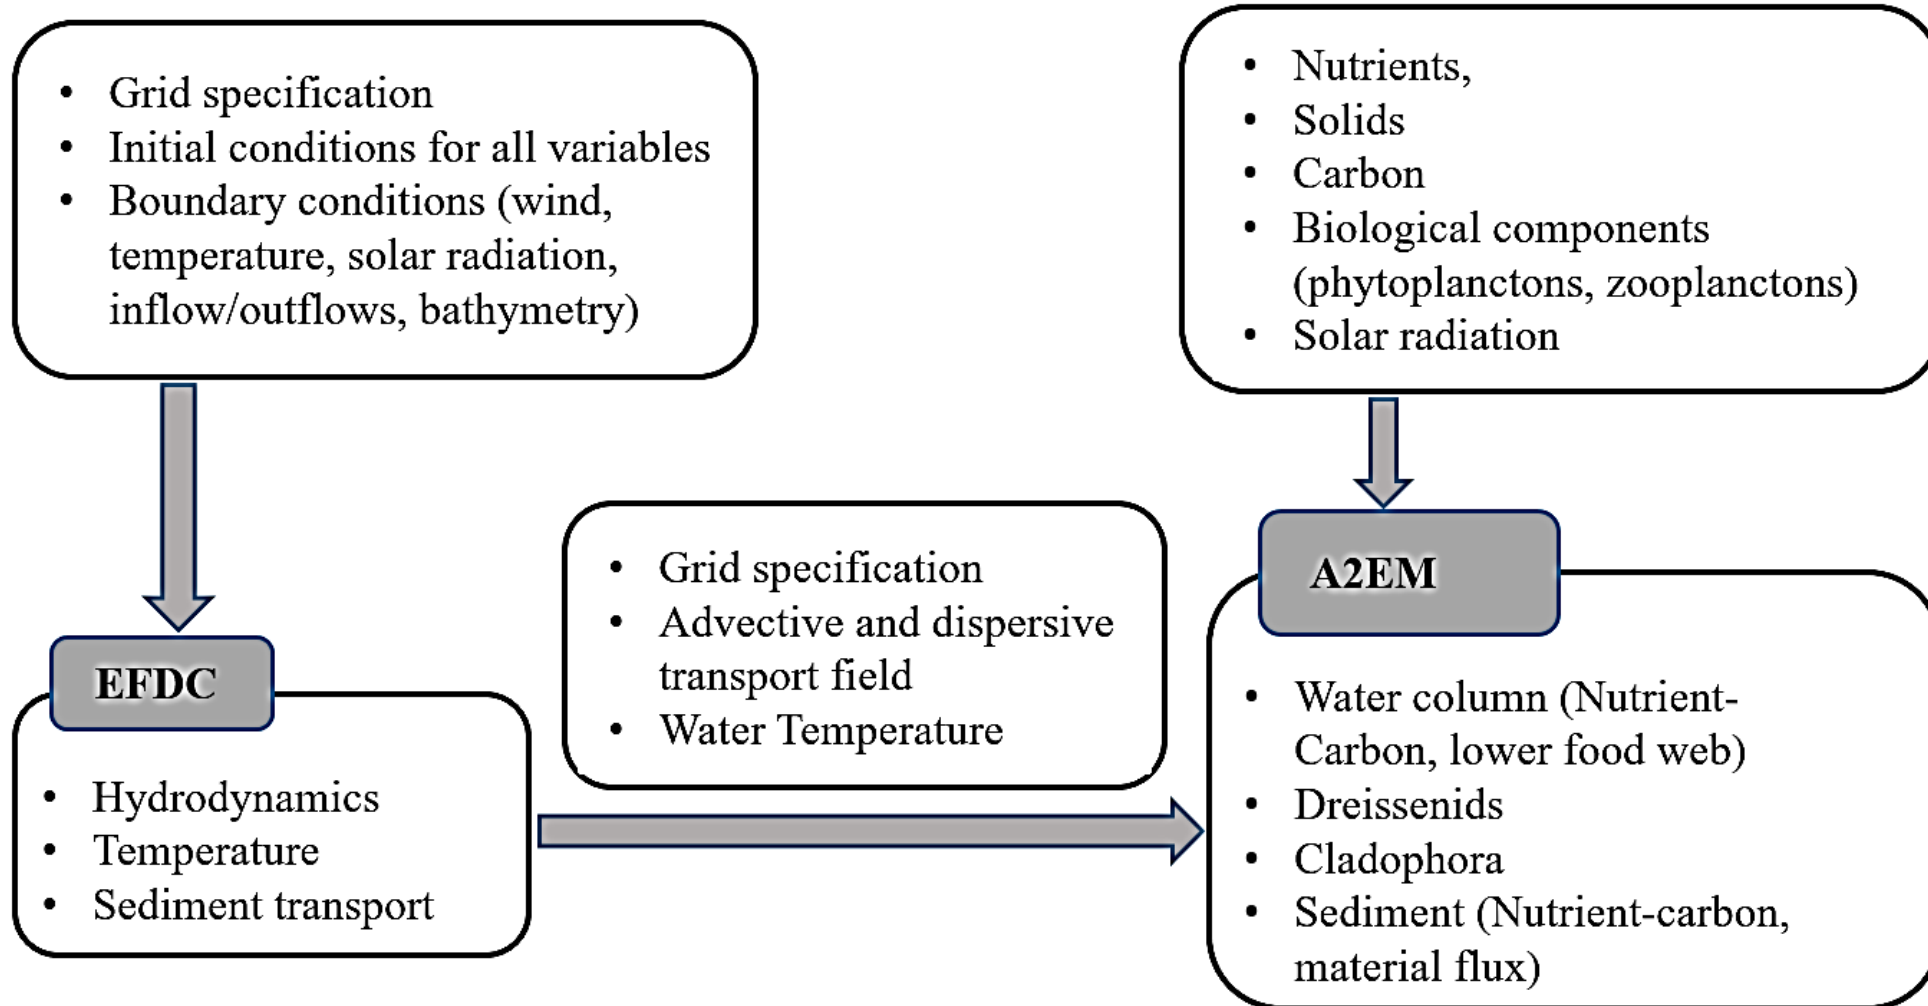 • Grid specification
• Initial conditions for all variables
• Boundary conditions (wind,
temperature, solar radiation,
inflow/outflows, bathymetry)
• Nutrients,
• Solids
• Carbon
• Biological components
(phytoplanctons, zooplanctons)
• Solar radiation
EFDC
• Hydrodynamics
• Temperature
• Sediment transport
• Grid specification
• Advective and dispersive
transport field
• Water Temperature
A2EM
• Water column (Nutrient-
Carbon, lower food web)
• Dreissenids
• Cladophora
• Sediment (Nutrient-carbon,
material flux)